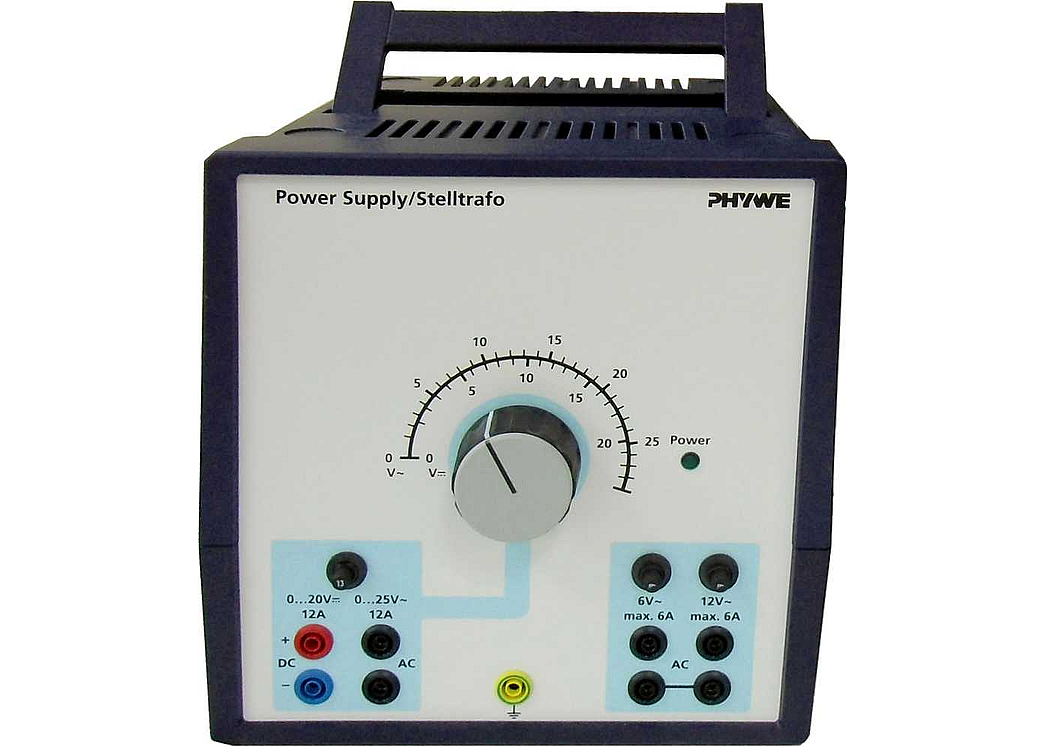 Power Supply/Stelltrafo
PHYWE
10
15
5
10
20
5
15
20
25
Power
0
0
V~
V⎓
13
0...20V⎓
0...25V~
12A
12A
+
DC
AC
−
6V~
12V~
max. 6A
max. 6A
AC